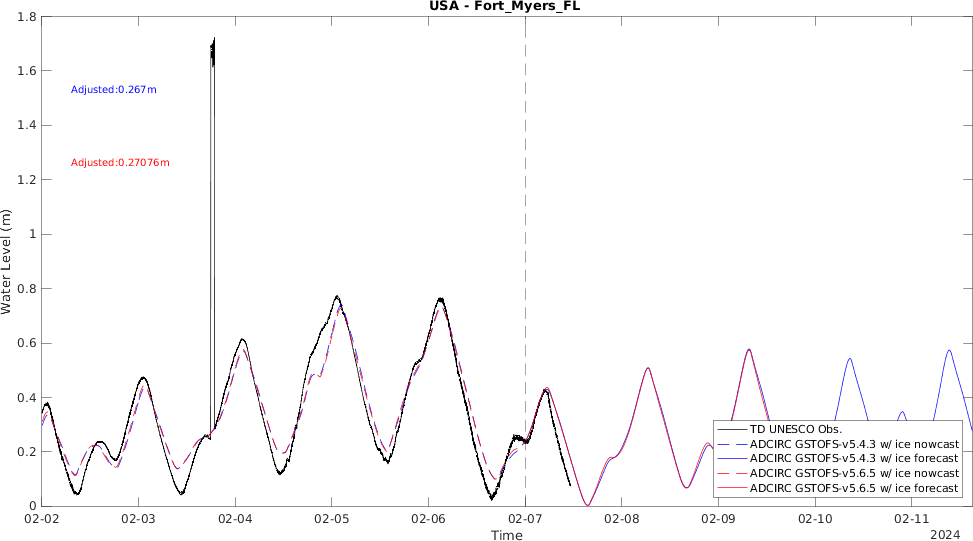 USA - Fort_Myers_FL
1.8
1.6
1.4
1.2
1
0.8
0.6
0.4
0.2
0
Water Level (m)
Adjusted:0.267m
Adjusted:0.27076m
TD UNESCO Obs.
ADCIRC GSTOFS-v5.4.3 w/ ice nowcast
ADCIRC GSTOFS-v5.4.3 w/ ice forecast
ADCIRC GSTOFS-v5.6.5 w/ ice nowcast
ADCIRC GSTOFS-v5.6.5 w/ ice forecast
02-02 02-03 02-04 02-05 02-06 02-07 02-08 02-09 02-10 02-11
Time
2024